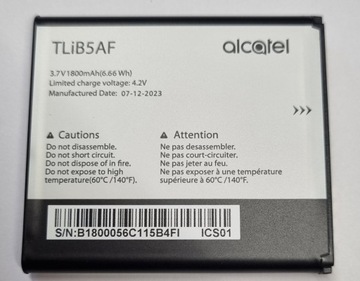 TLiB5AF
alcatel
3.7V1800mAh(6.66 Wh)
Limited charge voltage: 4.2V
Manufactured Date: 07-12-2023
>>>
Cautions
Do not disassemble.
Do not short circuit.
Do not dispose of in fire.
Do not exposed to high
temperature(60°C /140°F).
Attention
Ne pas desassembler.
Ne pas court-circuiter.
Ne pas jeter au feu.
Ne pas exposer à une température
supérieure à 60°C /140°F).
S/N:B1800056C115B4FI
ICS01